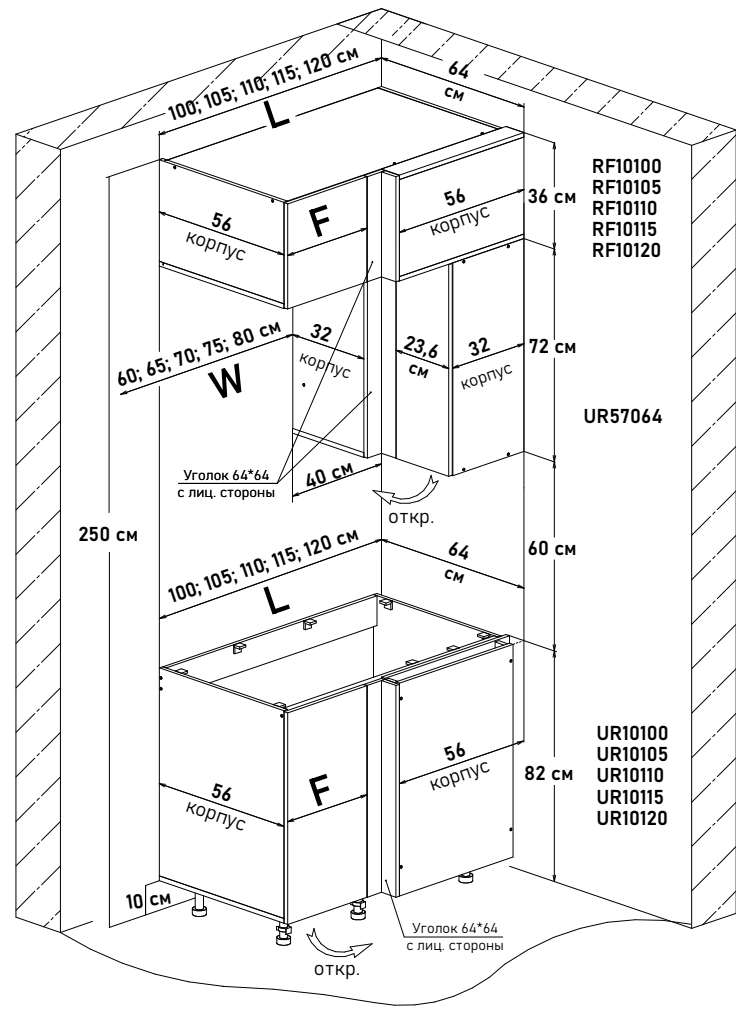 100; 105; 110; 115; 120 см
L
64
см
RF10100
RF10105
RF10110
RF10115
RF10120
36 см
56
корпус
F
56
корпус
60; 65; 70; 75; 80 см
W
32
корпус
23,6
см
32
корпус
72 см
UR57064
Уголок 64*64
с лиц. стороны
40 см
откр.
250 см
60 см
100; 105; 110; 115; 120 см
L
64
см
UR10100
UR10105
UR10110
UR10115
UR10120
82 см
56
корпус
F
56
корпус
10 см
Уголок 64*64
с лиц. стороны
откр.